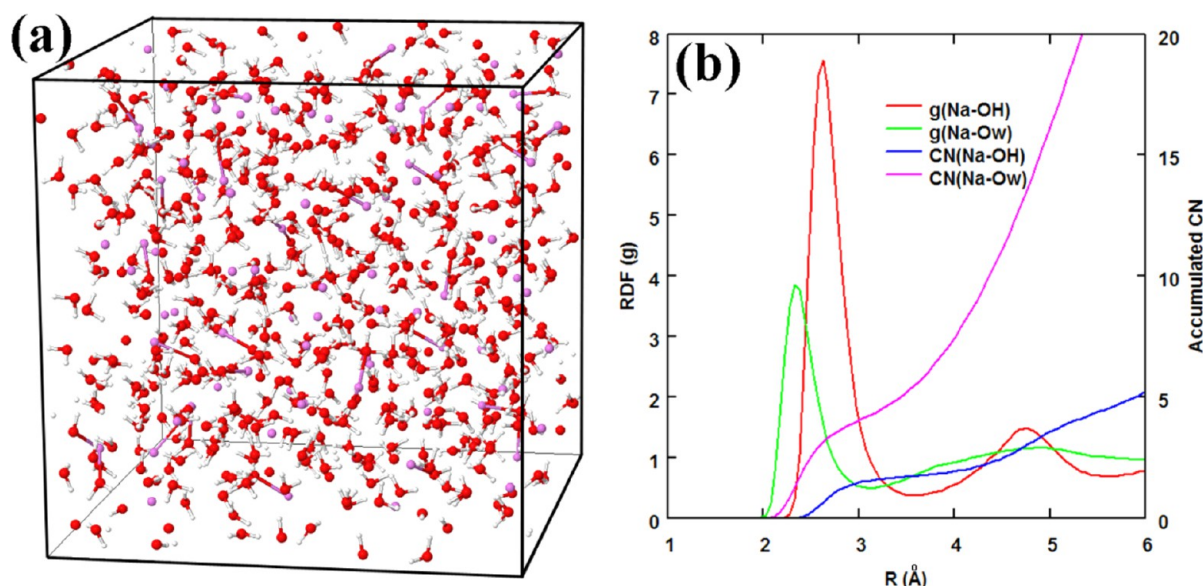 (a)
(b)
8
7
6
5
4
3
2
1
0
RDF (g)
g(Na-OH)
g(Na-Ow)
CN(Na-OH)
CN(Na-Ow)
20
15
10
5
0
Accumulated CN
1 2 3 4 5 6
R (Å)